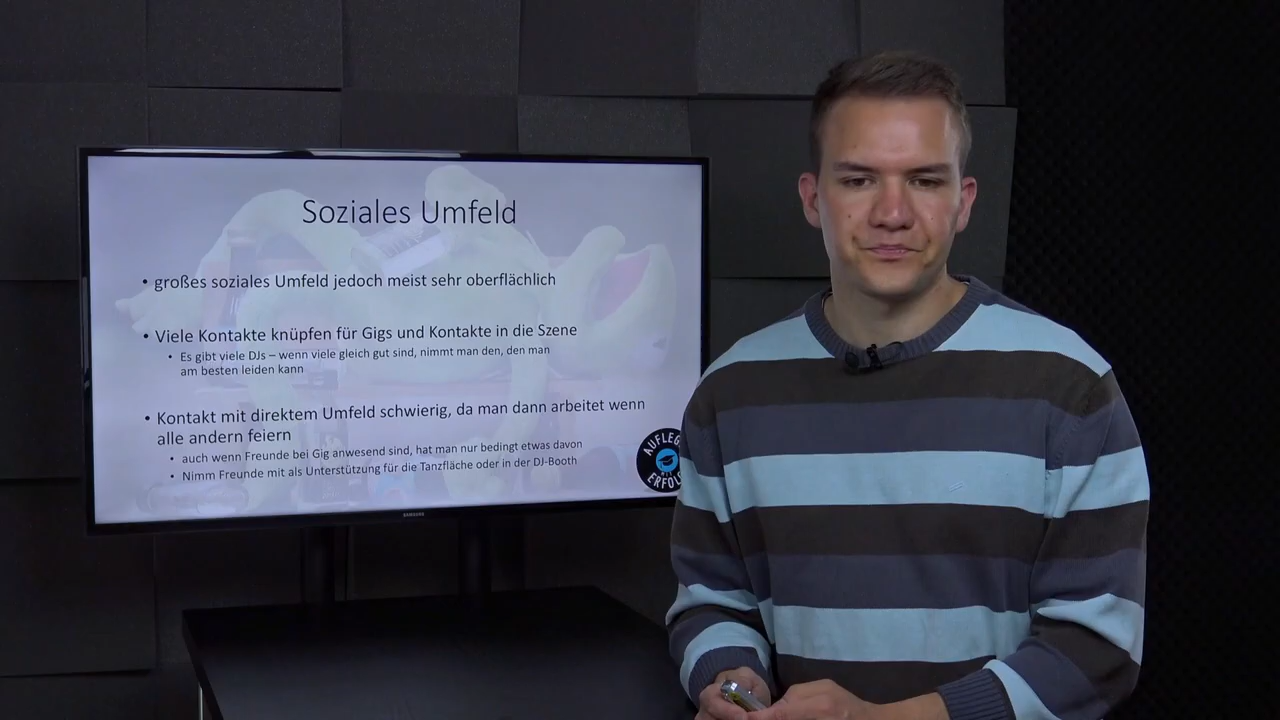 Soziales Umfeld
• großes soziales Umfeld jedoch meist sehr oberflächlich
• Viele Kontakte knüpfen für Gigs und Kontakte in die Szene
• Es gibt viele DJs – wenn viele gleich gut sind, nimmt man den, den man
am besten leiden kann
• Kontakt mit direktem Umfeld schwierig, da man dann arbeitet wenn
alle andern feiern
• auch wenn Freunde bei Gig anwesend sind, hat man nur bedingt etwas davon
• Nimm Freunde mit als Unterstützung für die Tanzfläche oder in der DJ-Booth
AUFLEG
ERFOL
SAMSUNG